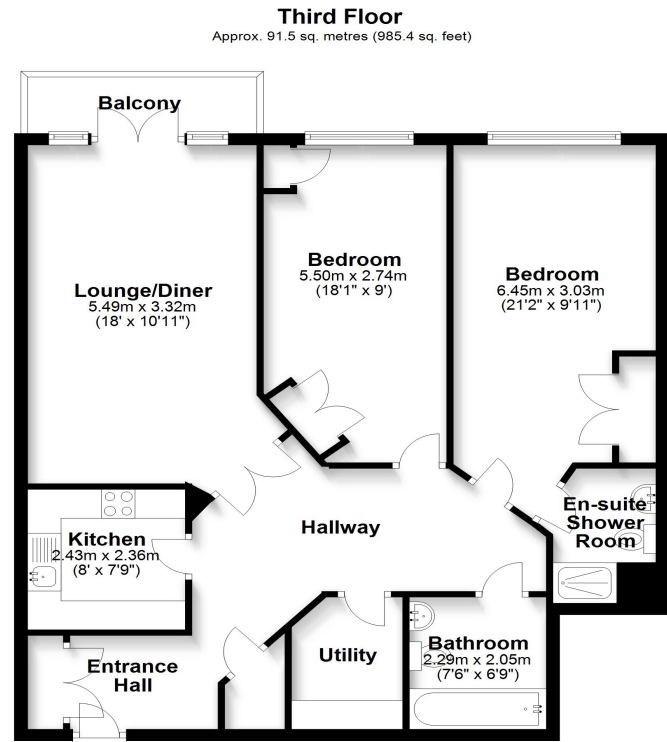 Third Floor
Approx. 91.5 sq. metres (985.4 sq. feet)
Balcony
Lounge/Diner
5.49m x 3.32m
(18' x 10'11")
Bedroom
5.50m x 2.74m
(18'1" x 9')
Bedroom
6.45m x 3.03m
(21'2" x 9'11")
Kitchen
2.43m x 2.36m
(8' x 7'9")
Hallway
En-suite
Shower
Room
Entrance
Hall
Utility
Bathroom
2.29m x 2.05m
(7'6" x 6'9")